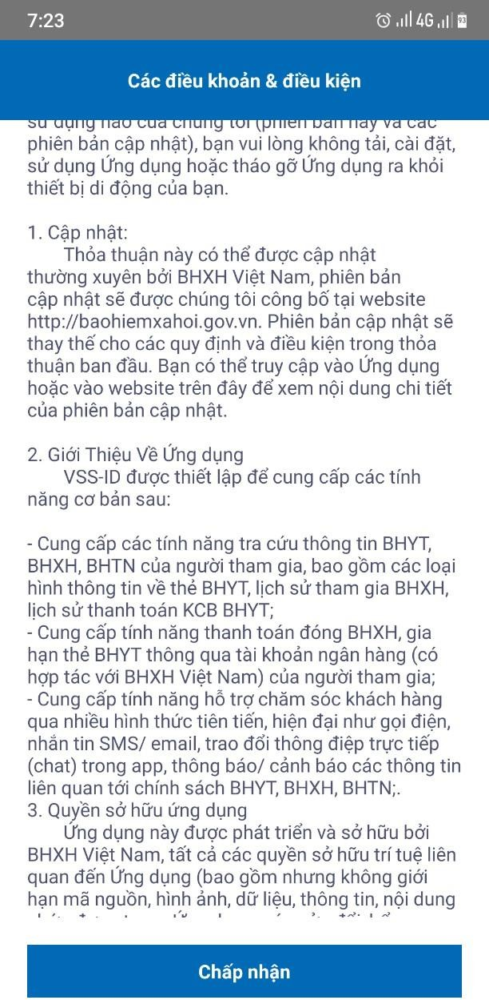 7:23
4G
93
Các điều khoản & điều kiện
sử dụng nào của chúng tôi (phiên bản này và các
phiên bản cập nhật), bạn vui lòng không tải, cài đặt,
sử dụng Ứng dụng hoặc tháo gỡ Ứng dụng ra khỏi
thiết bị di động của bạn.
1. Cập nhật:
Thỏa thuận này có thể được cập nhật
thường xuyên bởi BHXH Việt Nam, phiên bản
cập nhật sẽ được chúng tôi công bố tại website
http://baohiemxahoi.gov.vn. Phiên bản cập nhật sẽ
thay thế cho các quy định và điều kiện trong thỏa
thuận ban đầu. Bạn có thể truy cập vào Ứng dụng
hoặc vào website trên đây để xem nội dung chi tiết
của phiên bản cập nhật.
2. Giới Thiệu Về Ứng dụng
VSS-ID được thiết lập để cung cấp các tính
năng cơ bản sau:
- Cung cấp các tính năng tra cứu thông tin BHYT,
BHXH, BHTN của người tham gia, bao gồm các loại
hình thông tin về thẻ BHYT, lịch sử tham gia BHXH,
lịch sử thanh toán KCB BHYT;
- Cung cấp tính năng thanh toán đóng BHXH, gia
hạn thẻ BHYT thông qua tài khoản ngân hàng (có
hợp tác với BHXH Việt Nam) của người tham gia;
- Cung cấp tính năng hỗ trợ chăm sóc khách hàng
qua nhiều hình thức tiên tiến, hiện đại như gọi điện,
nhắn tin SMS/ email, trao đổi thông điệp trực tiếp
(chat) trong app, thông báo/ cảnh báo các thông tin
liên quan tới chính sách BHYT, BHXH, BHTN;.
3. Quyền sở hữu ứng dụng
Ứng dụng này được phát triển và sở hữu bởi
BHXH Việt Nam, tất cả các quyền sở hữu trí tuệ liên
quan đến Ứng dụng (bao gồm nhưng không giới
hạn mã nguồn, hình ảnh, dữ liệu, thông tin, nội dung
Chấp nhận